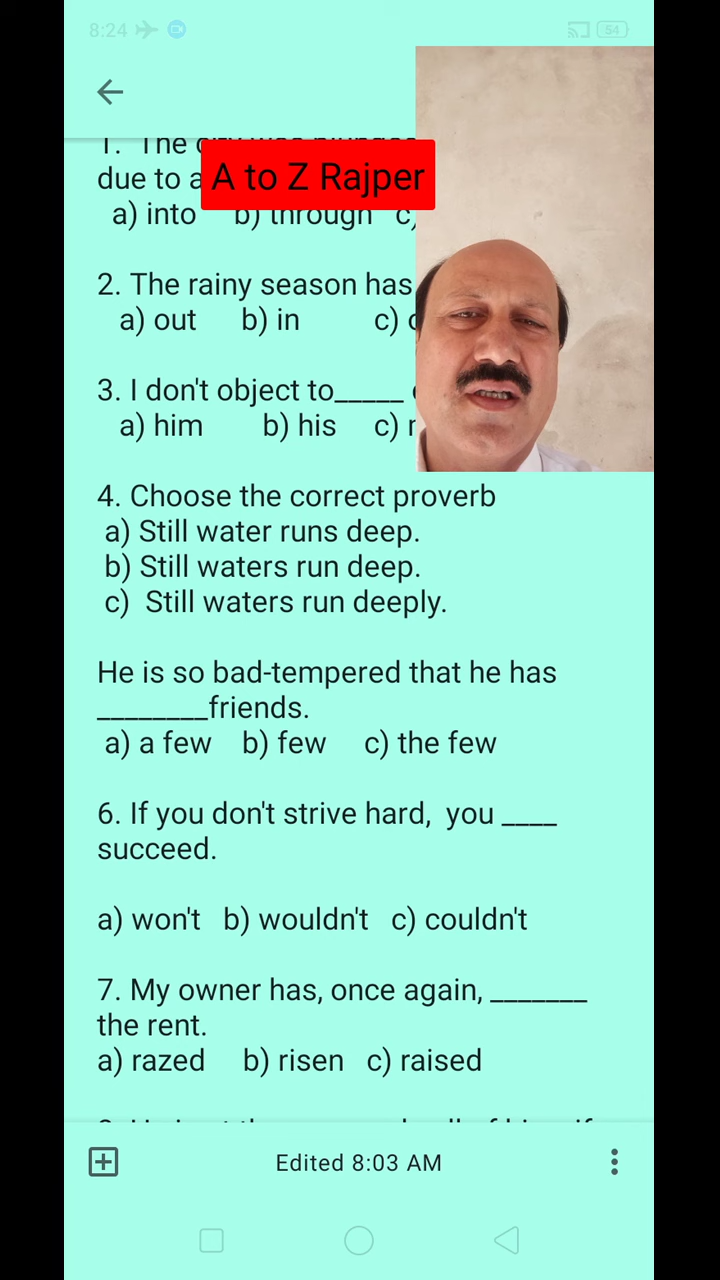 8:24
54
1. The
due to a
A to Z Rajper
a) into b) through c)
2. The rainy season has
a) out b) in c)
3. I don't object to_____
a) him b) his c)
4. Choose the correct proverb
a) Still water runs deep.
b) Still waters run deep.
c) Still waters run deeply.
He is so bad-tempered that he has
________friends.
a) a few b) few c) the few
6. If you don't strive hard, you ____
succeed.
a) won't b) wouldn't c) couldn't
7. My owner has, once again, _______
the rent.
a) razed b) risen c) raised
Edited 8:03 AM